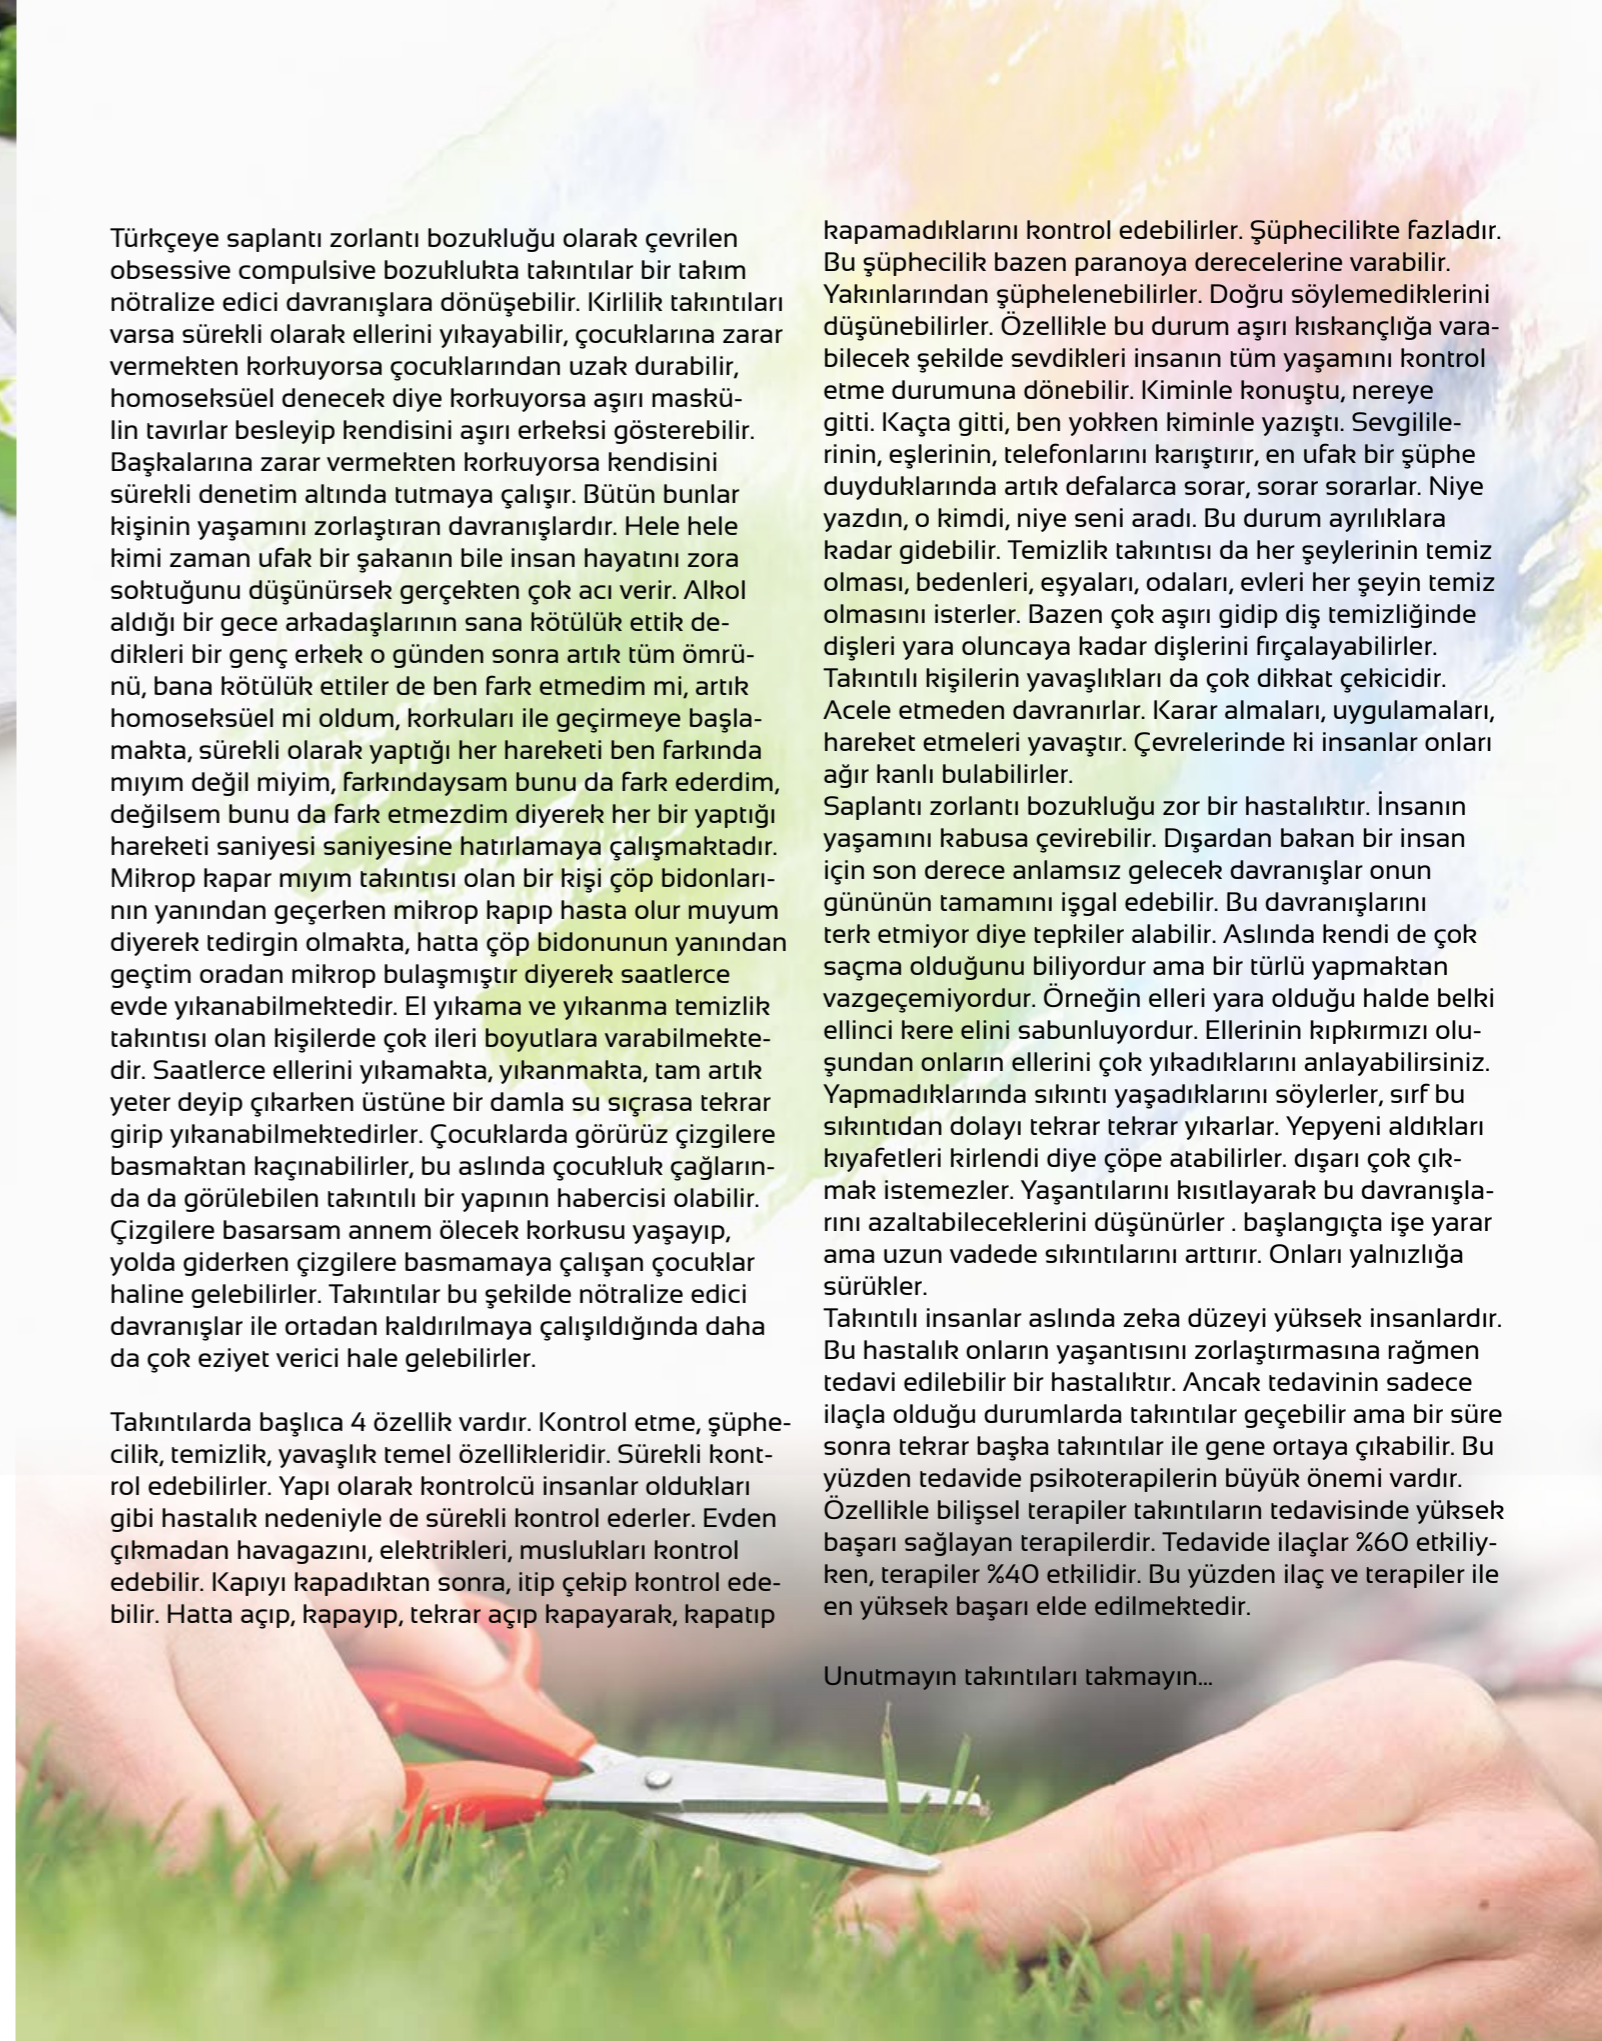 Türkçeye saplantı zorlantı bozukluğu olarak çevrilen
obsessive compulsive bozuklukta takıntılar bir takım
nötralize edici davranışlara dönüşebilir. Kirlilik takıntıları
varsa sürekli olarak ellerini yıkayabilir, çocuklarına zarar
vermekten korkuyorsa çocuklarından uzak durabilir,
homoseksüel denecek diye korkuyorsa aşırı maskü-
lin tavırlar besleyip kendisini aşırı erkeksi gösterebilir.
Başkalarına zarar vermekten korkuyorsa kendisini
sürekli denetim altında tutmaya çalışır. Bütün bunlar
kişinin yaşamını zorlaştıran davranışlardır. Hele hele
kimi zaman ufak bir şakanın bile insan hayatını zora
soktuğunu düşünürsek gerçekten çok acı verir. Alkol
aldığı bir gece arkadaşlarının sana kötülük ettik de-
dikleri bir genç erkek o günden sonra artık tüm ömrü-
nü, bana kötülük ettiler de ben fark etmedim mi, artık
homoseksüel mi oldum, korkuları ile geçirmeye başla-
makta, sürekli olarak yaptığı her hareketi ben farkında
mıyım değil miyim, farkındaysam bunu da fark ederdim,
değilsem bunu da fark etmezdim diyerek her bir yaptığı
hareketi saniyesi saniyesine hatırlamaya çalışmaktadır.
Mikrop kapar mıyım takıntısı olan bir kişi çöp bidonları-
nın yanından geçerken mikrop kapıp hasta olur muyum
diyerek tedirgin olmakta, hatta çöp bidonunun yanından
geçtim oradan mikrop bulaşmıştır diyerek saatlerce
evde yıkanabilmektedir. El yıkama ve yıkanma temizlik
takıntısı olan kişilerde çok ileri boyutlara varabilmekte-
dir. Saatlerce ellerini yıkamakta, yıkanmakta, tam artık
yeter deyip çıkarken üstüne bir damla su sıçrasa tekrar
girip yıkanabilmektedirler. Çocuklarda görürüz çizgilere
basmaktan kaçınabilirler, bu aslında çocukluk çağların-
da da görülebilen takıntılı bir yapının habercisi olabilir.
Çizgilere basarsam annem ölecek korkusu yaşayıp,
yolda giderken çizgilere basmamaya çalışan çocuklar
haline gelebilirler. Takıntılar bu şekilde nötralize edici
davranışlar ile ortadan kaldırılmaya çalışıldığında daha
da çok eziyet verici hale gelebilirler.
Takıntılarda başlıca 4 özellik vardır. Kontrol etme, şüphe-
cilik, temizlik, yavaşlık temel özellikleridir. Sürekli kont-
rol edebilirler. Yapı olarak kontrolcü insanlar oldukları
gibi hastalık nedeniyle de sürekli kontrol ederler. Evden
çıkmadan havagazını, elektrikleri, muslukları kontrol
edebilir. Kapıyı kapadıktan sonra, itip çekip kontrol ede-
bilir. Hatta açıp, kapayıp, tekrar açıp kapayarak, kapatıp
kapamadıklarını kontrol edebilirler. Şüphecilikte fazladır.
Bu şüphecilik bazen paranoya derecelerine varabilir.
Yakınlarından şüphelenebilirler. Doğru söylemediklerini
düşünebilirler. Özellikle bu durum aşırı kıskançlığa vara-
bilecek şekilde sevdikleri insanın tüm yaşamını kontrol
etme durumuna dönebilir. Kiminle konuştu, nereye
gitti. Kaçta gitti, ben yokken kiminle yazıştı. Sevgilile-
rinin, eşlerinin, telefonlarını karıştırır, en ufak bir şüphe
duyduklarında artık defalarca sorar, sorar sorarlar. Niye
yazdın, o kimdi, niye seni aradı. Bu durum ayrılıklara
kadar gidebilir. Temizlik takıntısı da her şeylerinin temiz
olması, bedenleri, eşyaları, odaları, evleri her şeyin temiz
olmasını isterler. Bazen çok aşırı gidip diş temizliğinde
dişleri yara oluncaya kadar dişlerini fırçalayabilirler.
Takıntılı kişilerin yavaşlıkları da çok dikkat çekicidir.
Acele etmeden davranırlar. Karar almaları, uygulamaları,
hareket etmeleri yavaştır. Çevrelerinde ki insanlar onları
ağır kanlı bulabilirler.
Saplantı zorlantı bozukluğu zor bir hastalıktır. İnsanın
yaşamını kabusa çevirebilir. Dışardan bakan bir insan
için son derece anlamsız gelecek davranışlar onun
gününün tamamını işgal edebilir. Bu davranışlarını
terk etmiyor diye tepkiler alabilir. Aslında kendi de çok
saçma olduğunu biliyordur ama bir türlü yapmaktan
vazgeçemiyordur. Örneğin elleri yara olduğu halde belki
ellinci kere elini sabunluyordur. Ellerinin kıpkırmızı olu-
şundan onların ellerini çok yıkadıklarını anlayabilirsiniz.
Yapmadıklarında sıkıntı yaşadıklarını söylerler, sırf bu
sıkıntıdan dolayı tekrar tekrar yıkarlar. Yepyeni aldıkları
kıyafetleri kirlendi diye çöpe atabilirler. dışarı çok çık-
mak istemezler. Yaşantılarını kısıtlayarak bu davranışla-
rını azaltabileceklerini düşünürler . başlangıçta işe yarar
ama uzun vadede sıkıntılarını arttırır. Onları yalnızlığa
sürükler.
Takıntılı insanlar aslında zeka düzeyi yüksek insanlardır.
Bu hastalık onların yaşantısını zorlaştırmasına rağmen
tedavi edilebilir bir hastalıktır. Ancak tedavinin sadece
ilaçla olduğu durumlarda takıntılar geçebilir ama bir süre
sonra tekrar başka takıntılar ile gene ortaya çıkabilir. Bu
yüzden tedavide psikoterapilerin büyük önemi vardır.
Özellikle bilişsel terapiler takıntıların tedavisinde yüksek
başarı sağlayan terapilerdir. Tedavide ilaçlar %60 etkiliy-
ken, terapiler %40 etkilidir. Bu yüzden ilaç ve terapiler ile
en yüksek başarı elde edilmektedir.
Unutmayın takıntıları takmayın...